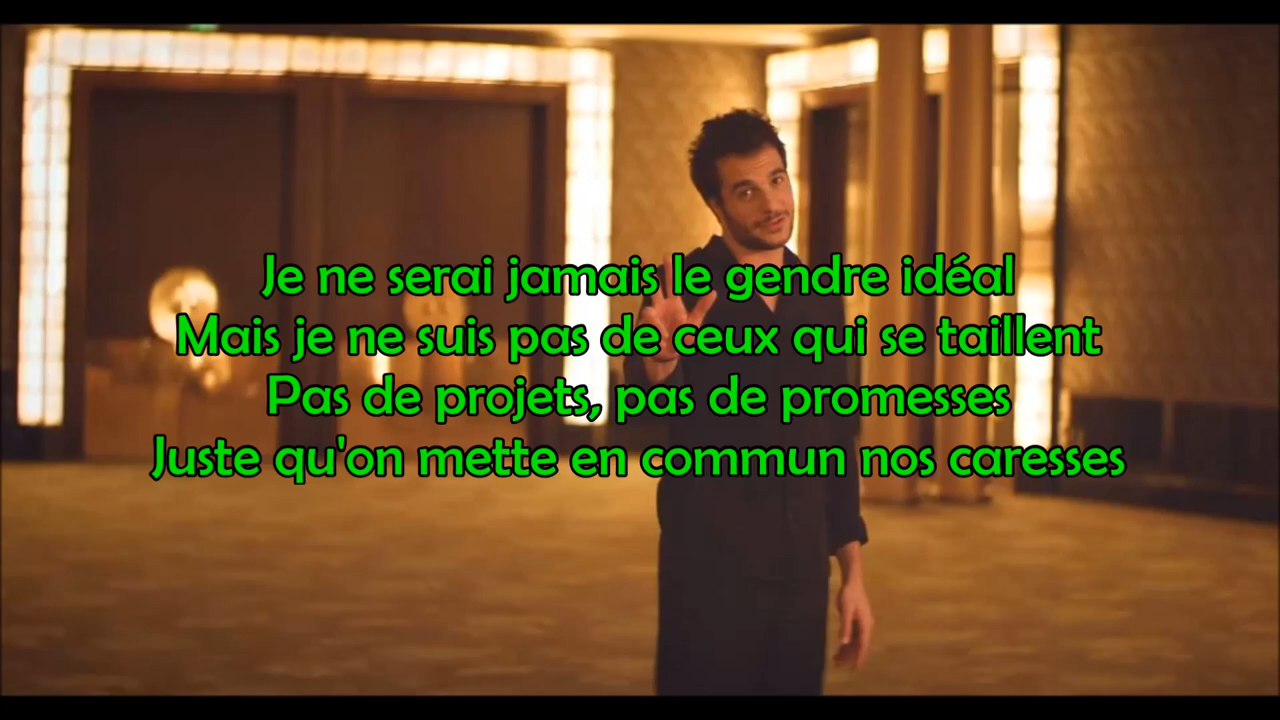 Je ne serai jamais le gendre idéal
Mais je ne suis pas de ceux qui se taillent
Pas de projets, pas de promesses
Juste qu'on mette en commun nos caresses